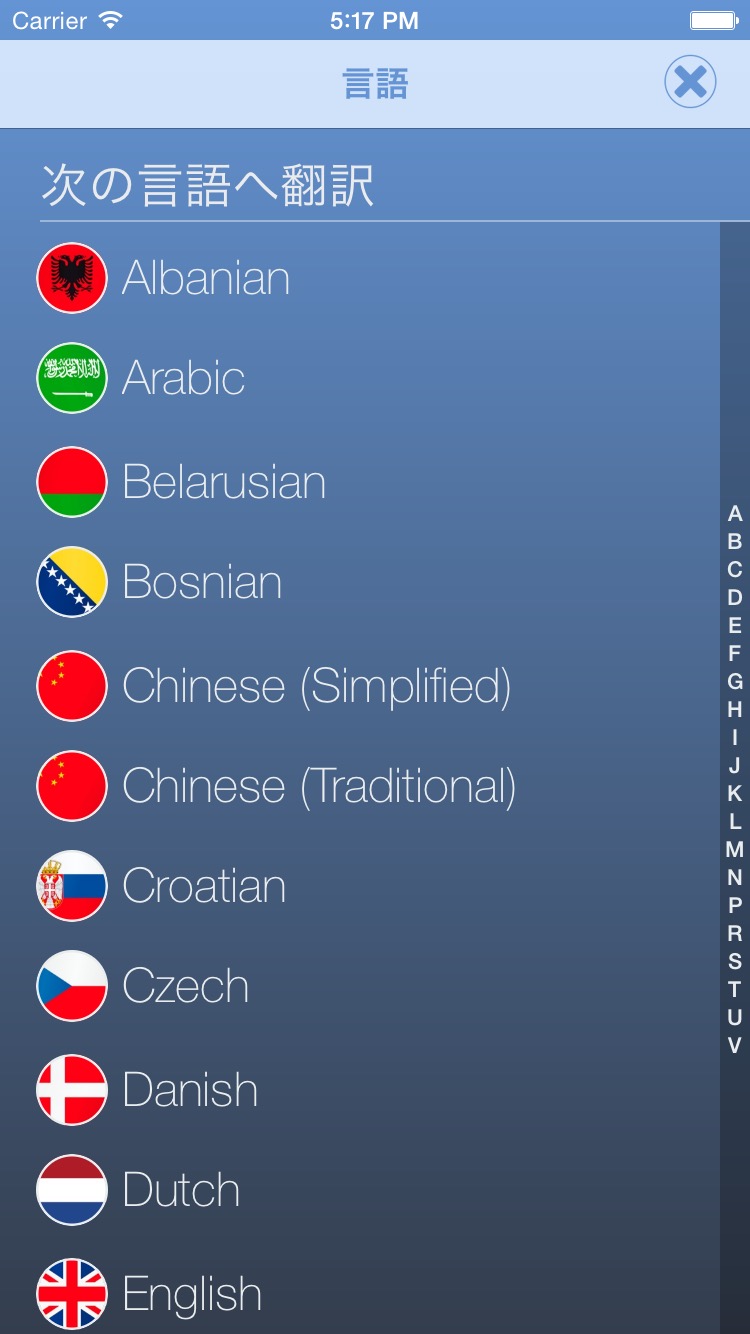 Carrier 5:17 PM
言語
次の言語へ翻訳
Albanian
Arabic
Belarusian
Bosnian
Chinese (Simplified)
Chinese (Traditional)
Croatian
Czech
Danish
Dutch
English
A
B
C
D
E
F
G
H
I
J
K
L
M
N
P
R
S
T
U
V